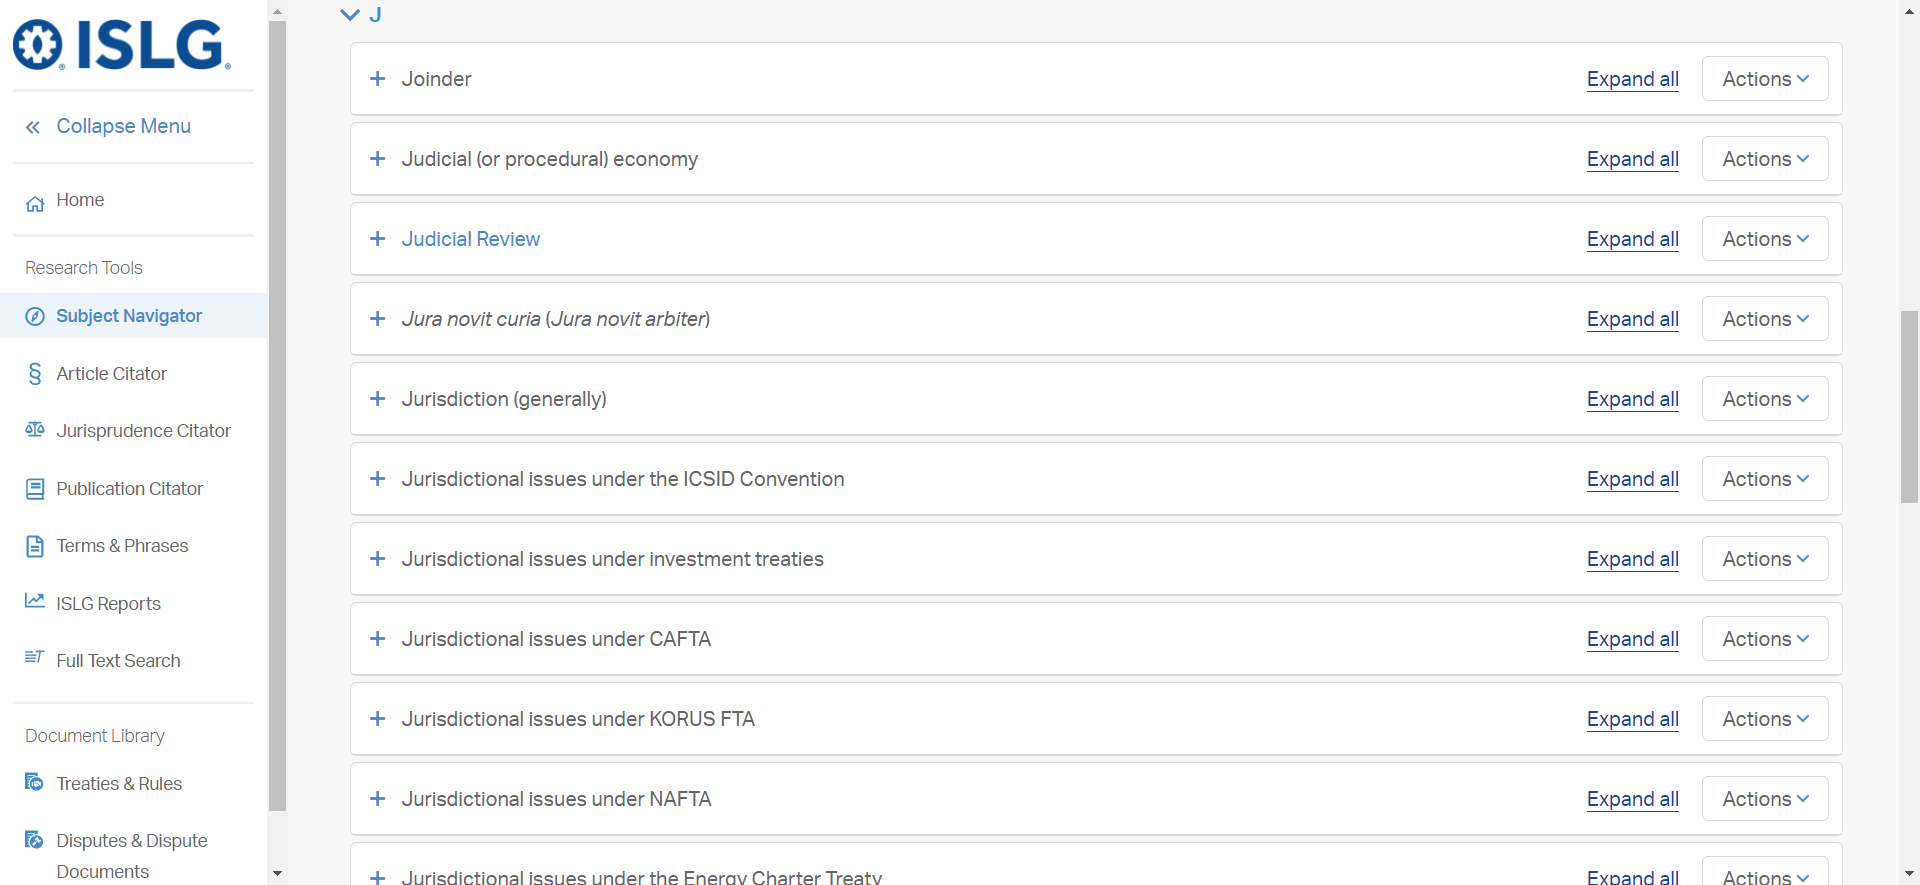 ISLG
Collapse Menu
Home
Research Tools
Subject Navigator
Article Citator
Jurisprudence Citator
Publication Citator
Terms & Phrases
ISLG Reports
Full Text Search
Document Library
Treaties & Rules
Disputes & Dispute
Documents
J
Joinder Expand all Actions
Judicial (or procedural) economy Expand all Actions
Judicial Review Expand all Actions
Jura novit curia (Jura novit arbiter) Expand all Actions
Jurisdiction (generally) Expand all Actions
Jurisdictional issues under the ICSID Convention Expand all Actions
Jurisdictional issues under investment treaties Expand all Actions
Jurisdictional issues under CAFTA Expand all Actions
Jurisdictional issues under KORUS FTA Expand all Actions
Jurisdictional issues under NAFTA Expand all Actions
Jurisdictional issues under the Energy Charter Treaty Expand all Actions